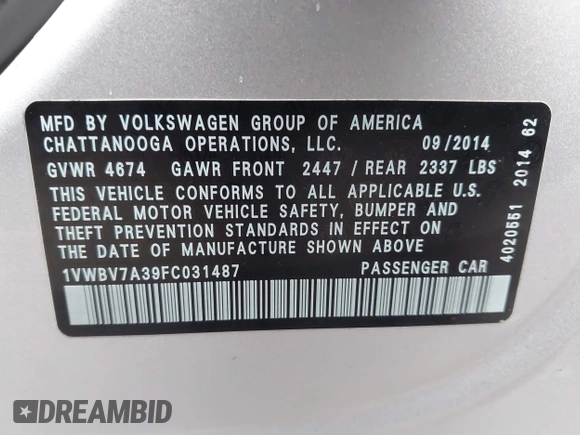 MFD BY VOLKSWAGEN GROUP OF AMERICA
CHATTANOOGA OPERATIONS, LLC. 09/2014
GVWR 4674 GAWR FRONT 2447 / REAR 2337 LBS
THIS VEHICLE CONFORMS TO ALL APPLICABLE U.S.
FEDERAL MOTOR VEHICLE SAFETY, BUMPER AND
THEFT PREVENTION STANDARDS IN EFFECT ON
THE DATE OF MANUFACTURE SHOWN ABOVE
1VWBV7A39FC031487 PASSENGER CAR
4020551 2014 62
DREAMBID